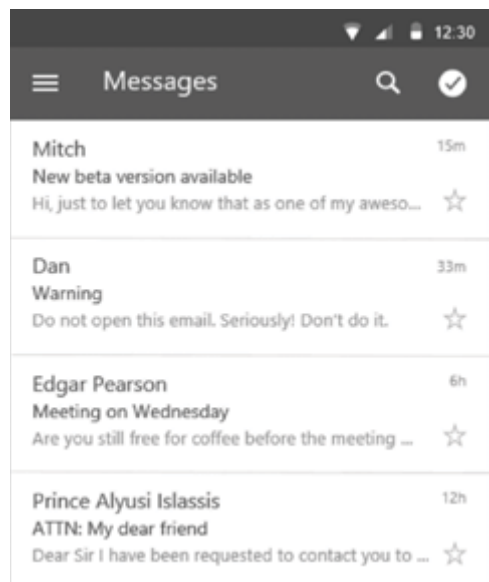 12:30
Messages
Mitch 15m
New beta version available
Hi, just to let you know that as one of my aweso...
Dan 33m
Warning
Do not open this email. Seriously! Don't do it.
Edgar Pearson 6h
Meeting on Wednesday
Are you still free for coffee before the meeting ...
Prince Alyusi Islassis 12h
ATTN: My dear friend
Dear Sir I have been requested to contact you to ...